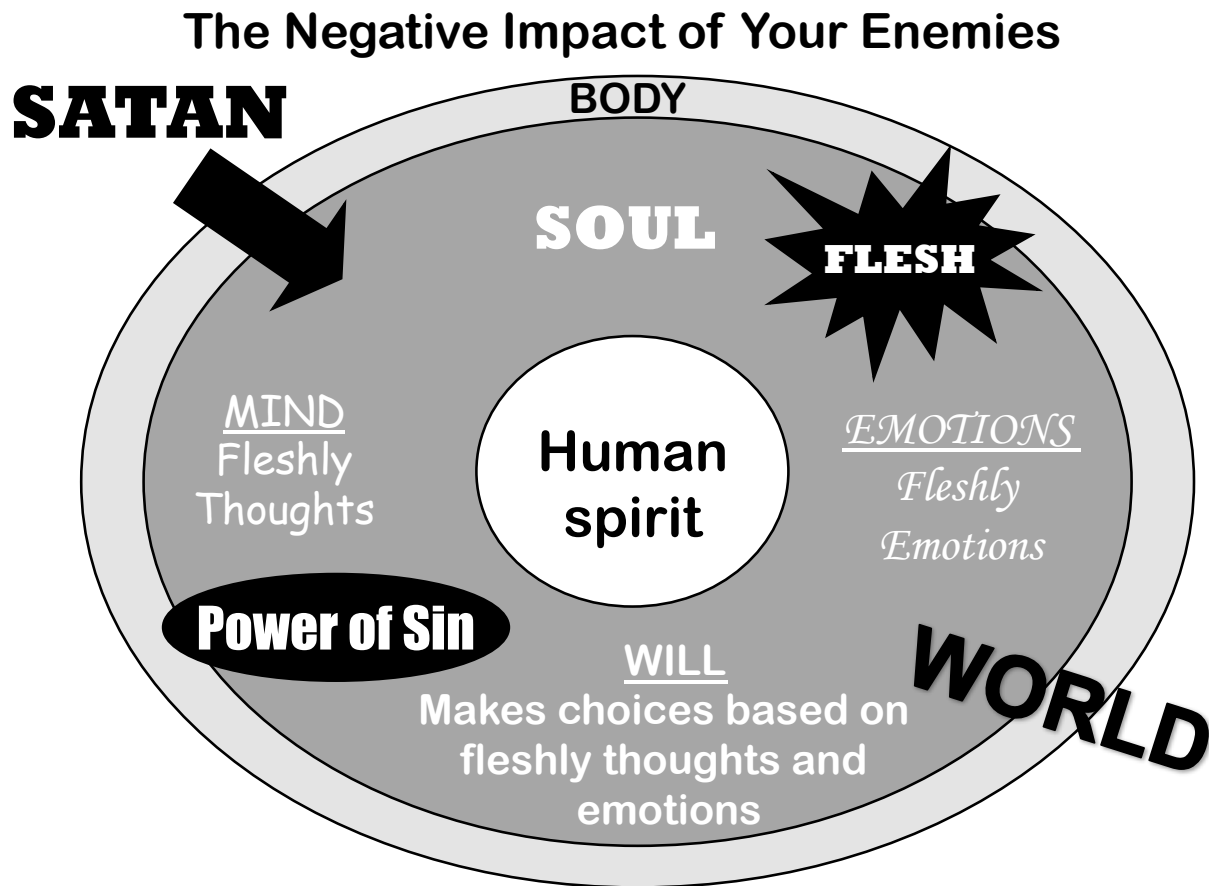 The Negative Impact of Your Enemies
SATAN
BODY
SOUL
FLESH
MIND
Fleshly
Thoughts
Human
spirit
EMOTIONS
Fleshly
Emotions
Power of Sin
WILL
Makes choices based on
fleshly thoughts and
emotions
WORLD